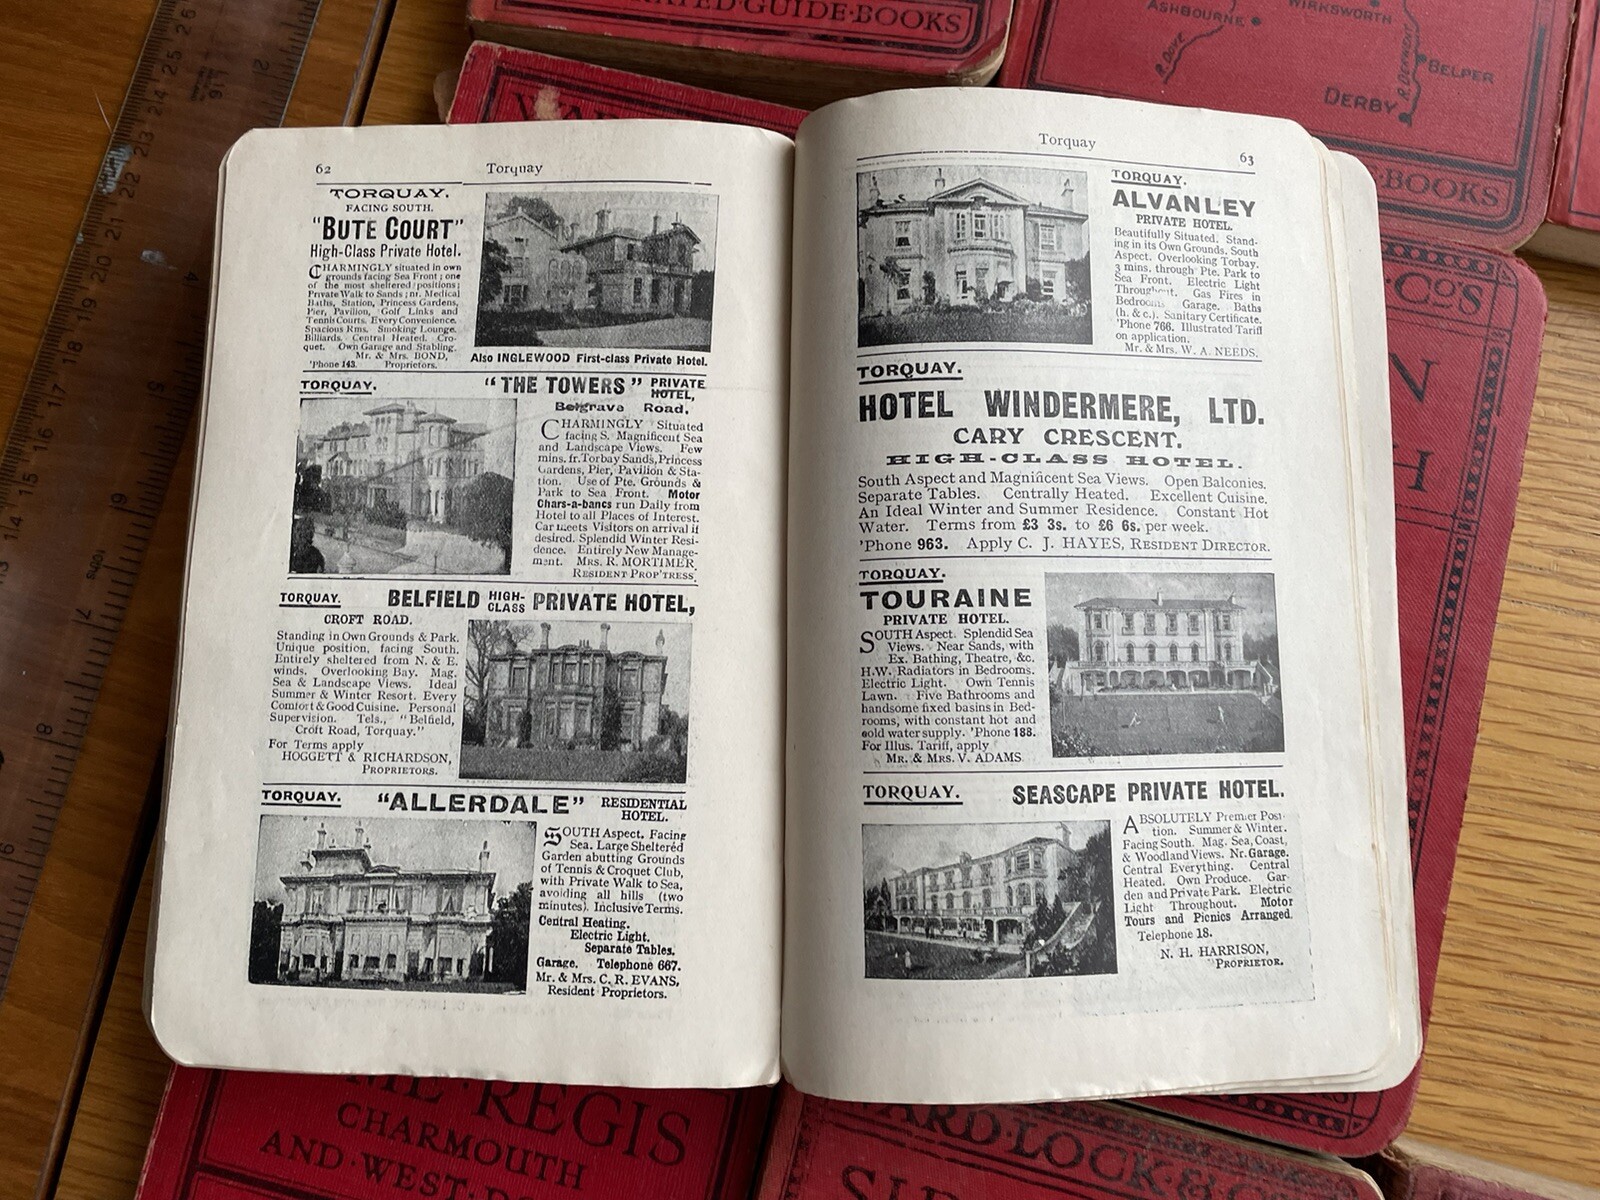 GUIDE·BOOKS
ASHBOURNE
WIRKSWORTH
R. DOVE
R. DERWENT
BELPER
DERBY
BOOKS
Co's
62 Torquay
TORQUAY.
FACING SOUTH.
"BUTE COURT"
High-Class Private Hotel.
CHARMINGLY situated in own
grounds facing Sea Front; one
of the most sheltered positions;
Private Walk to Sands; nr. Medical
Baths, Station, Princess Gardens,
Pier, Pavilion, Golf Links and
Tennis Courts. Every Convenience.
Spacious Rms. Smoking Lounge.
Billiards. Central Heated. Cro-
quet. Own Garage and Stabling.
Mr. & Mrs. BOND,
'Phone 143. Proprietors.
Also INGLEWOOD First-class Private Hotel.
TORQUAY. "THE TOWERS" PRIVATE
HOTEL,
Belgrave Road.
CHARMINGLY Situated
facing S. Magnificent Sea
and Landscape Views. Few
mins. fr. Torbay Sands, Princess
Gardens, Pier, Pavilion & Sta-
tion. Use of Pte. Grounds &
Park to Sea Front. Motor
Chars-a-bancs run Daily from
Hotel to all Places of Interest.
Car meets Visitors on arrival if
desired. Splendid Winter Resi-
dence. Entirely New Manage-
ment. Mrs. R. MORTIMER,
RESIDENT PROP'TRESS.
TORQUAY. BELFIELD HIGH-
CLASS PRIVATE HOTEL,
CROFT ROAD.
Standing in Own Grounds & Park.
Unique position, facing South.
Entirely sheltered from N. & E.
winds. Overlooking Bay. Mag.
Sea & Landscape Views. Ideal
Summer & Winter Resort. Every
Comfort & Good Cuisine. Personal
Supervision. Tels., "Belfield,
Croft Road, Torquay."
For Terms apply
HOGGETT & RICHARDSON,
PROPRIETORS.
TORQUAY. "ALLERDALE" RESIDENTIAL
HOTEL.
SOUTH Aspect. Facing
Sea. Large Sheltered
Garden abutting Grounds
of Tennis & Croquet Club,
with Private Walk to Sea,
avoiding all hills (two
minutes). Inclusive Terms.
Central Heating.
Electric Light.
Separate Tables.
Garage. Telephone 667.
Mr. & Mrs. C. R. EVANS,
Resident Proprietors.
Torquay 63
TORQUAY.
ALVANLEY
PRIVATE HOTEL.
Beautifully Situated. Stand-
ing in its Own Grounds. South
Aspect. Overlooking Torbay.
3 mins. through Pte. Park to
Sea Front. Electric Light
Throughout. Gas Fires in
Bedrooms. Garage. Baths
(h. & c.). Sanitary Certificate.
'Phone 766. Illustrated Tariff
on application.
Mr. & Mrs. W. A. NEEDS.
TORQUAY.
HOTEL WINDERMERE, LTD.
CARY CRESCENT.
HIGH-CLASS HOTEL.
South Aspect and Magnificent Sea Views. Open Balconies.
Separate Tables. Centrally Heated. Excellent Cuisine.
An Ideal Winter and Summer Residence. Constant Hot
Water. Terms from £3 3s. to £6 6s. per week.
'Phone 963. Apply C. J. HAYES, RESIDENT DIRECTOR.
TORQUAY.
TOURAINE
PRIVATE HOTEL.
SOUTH Aspect. Splendid Sea
Views. Near Sands, with
Ex. Bathing, Theatre, &c.
H.W. Radiators in Bedrooms.
Electric Light. Own Tennis
Lawn. Five Bathrooms and
handsome fixed basins in Bed-
rooms, with constant hot and
cold water supply. 'Phone 188.
For Illus. Tariff, apply
Mr. & Mrs. V. ADAMS
TORQUAY. SEASCAPE PRIVATE HOTEL.
ABSOLUTELY Premier Posi-
tion. Summer & Winter.
Facing South. Mag. Sea, Coast,
& Woodland Views. Nr. Garage.
Central Everything. Central
Heated. Own Produce. Gar-
den and Private Park. Electric
Light Throughout. Motor
Tours and Picnics Arranged.
Telephone 18.
N. H. HARRISON,
PROPRIETOR.
REGIS
CHARMOUTH
AND·WEST
WARD·LOCK·&